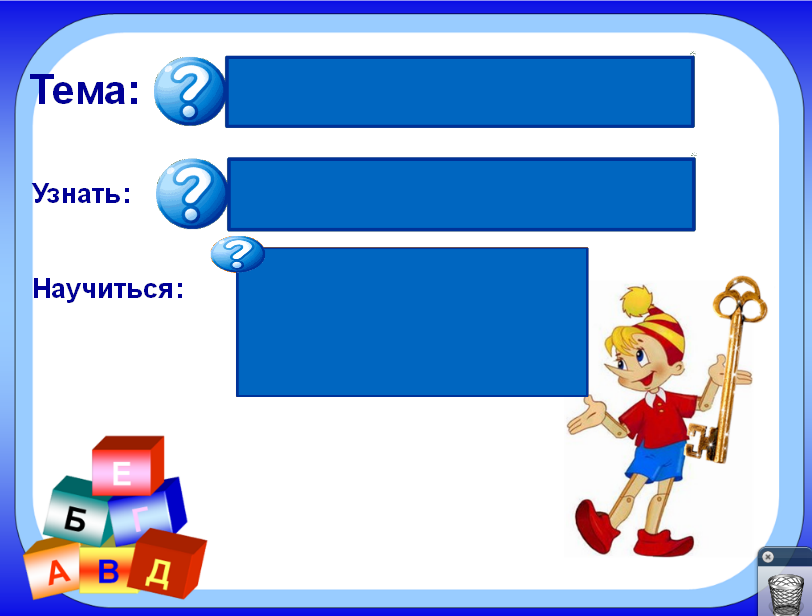 Тема:
Узнать:
Научиться:
Е
Б Г
А В Д